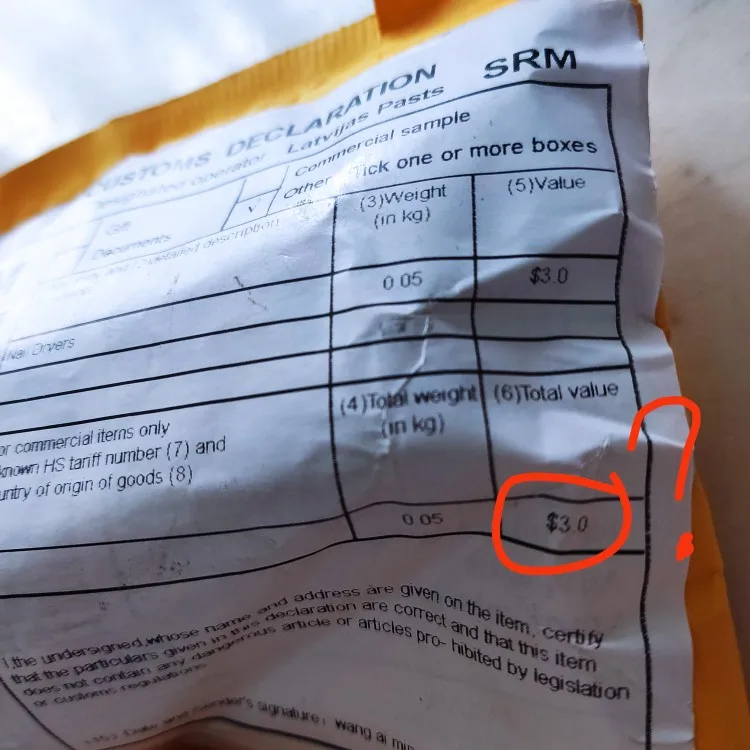 CUSTOMS DECLARATION SRM
Designated operator Latvijas Pasts
Gift Commercial sample
Documents √ Other Tick one or more boxes
detailed description (3)Weight (5)Value
(in kg)
0 05 $3.0
Nail Dryers
(4)Total weight (6)Total value
or commercial items only (in kg)
known HS tariff number (7) and
untry of origin of goods (8)
0 05 $3.0
?
I,the undersigned,whose name and address are given on the item, certify
that the particulars given in this declaration are correct and that this item
does not contain any dangerous article or articles pro- hibited by legislation
or customs regulations
Date and Sender's signature: wang ai min